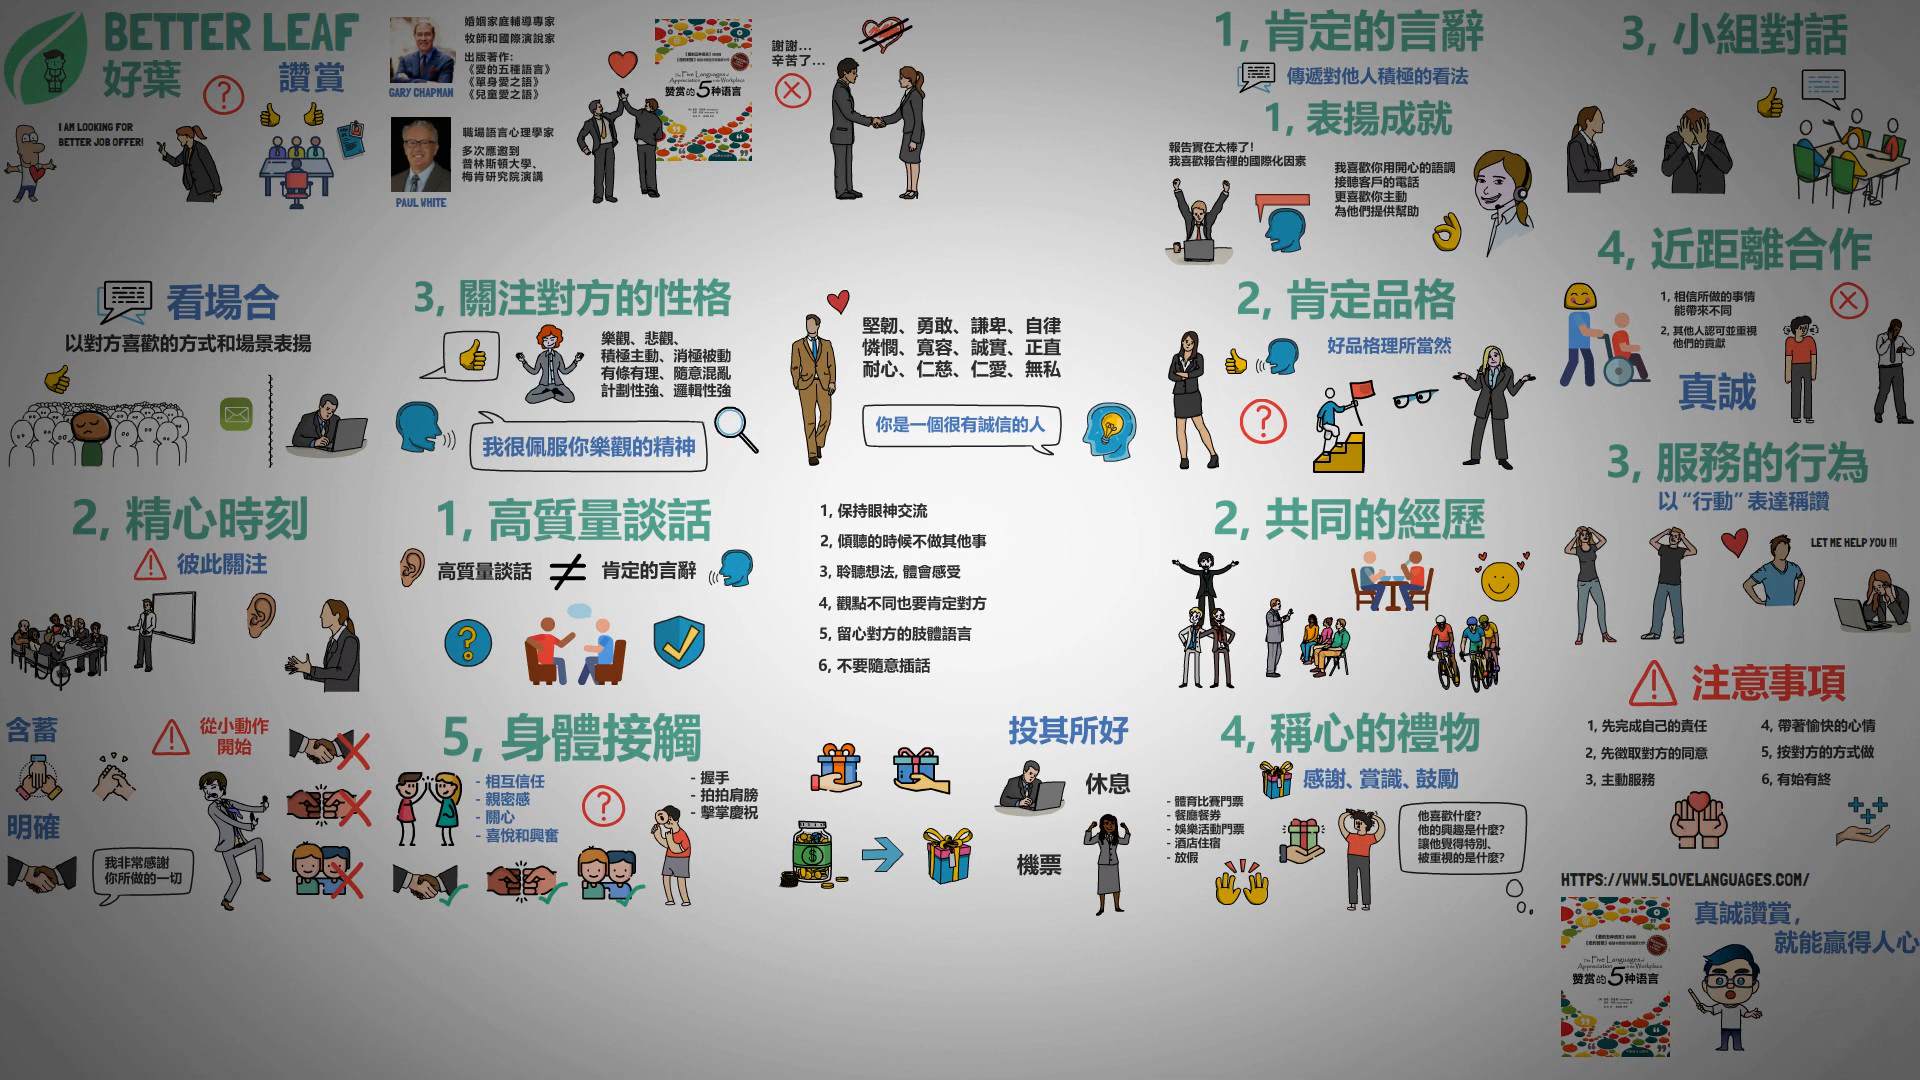 BETTER LEAF
好葉
讚賞
I AM LOOKING FOR
BETTER JOB OFFER!
婚姻家庭輔導專家
牧師和國際演說家
出版著作:
《愛的五種語言》
《單身愛之語》
《兒童愛之語》
GARY CHAPMAN
職場語言心理學家
多次應邀到
普林斯頓大學、
梅肯研究院演講
PAUL WHITE
The Five Languages of
Appreciation in the Workplace
赞赏的5种语言
謝謝...
辛苦了...
1, 肯定的言辭
傳遞對他人積極的看法
1, 表揚成就
報告實在太棒了!
我喜歡報告裡的國際化因素
我喜歡你用開心的語調
接聽客戶的電話
更喜歡你主動
為他們提供幫助
2, 肯定品格
好品格理所當然
堅韌、勇敢、謙卑、自律
憐憫、寬容、誠實、正直
耐心、仁慈、仁愛、無私
你是一個很有誠信的人
3, 關注對方的性格
樂觀、悲觀、
積極主動、消極被動
有條有理、隨意混亂
計劃性強、邏輯性強
我很佩服你樂觀的精神
看場合
以對方喜歡的方式和場景表揚
2, 精心時刻
彼此關注
1, 高質量談話
高質量談話 ≠ 肯定的言辭
1, 保持眼神交流
2, 傾聽的時候不做其他事
3, 聆聽想法, 體會感受
4, 觀點不同也要肯定對方
5, 留心對方的肢體語言
6, 不要隨意插話
2, 共同的經歷
3, 小組對話
4, 近距離合作
1, 相信所做的事情
能帶來不同
2, 其他人認可並重視
他們的貢獻
真誠
3, 服務的行為
以“行動”表達稱讚
LET ME HELP YOU !!!
注意事項
1, 先完成自己的責任
2, 先徵取對方的同意
3, 主動服務
4, 帶著愉快的心情
5, 按對方的方式做
6, 有始有終
4, 稱心的禮物
感謝、賞識、鼓勵
- 體育比賽門票
- 餐廳餐券
- 娛樂活動門票
- 酒店住宿
- 放假
他喜歡什麼?
他的興趣是什麼?
讓他覺得特別、
被重視的是什麼?
投其所好
休息
機票
5, 身體接觸
- 相互信任
- 親密感
- 關心
- 喜悅和興奮
- 握手
- 拍拍肩膀
- 擊掌慶祝
含蓄
明確
從小動作
開始
我非常感謝
你所做的一切
HTTPS://WWW.5LOVELANGUAGES.COM/
The Five Languages of
Appreciation in the Workplace
赞赏的5种语言
真誠讚賞,
就能贏得人心